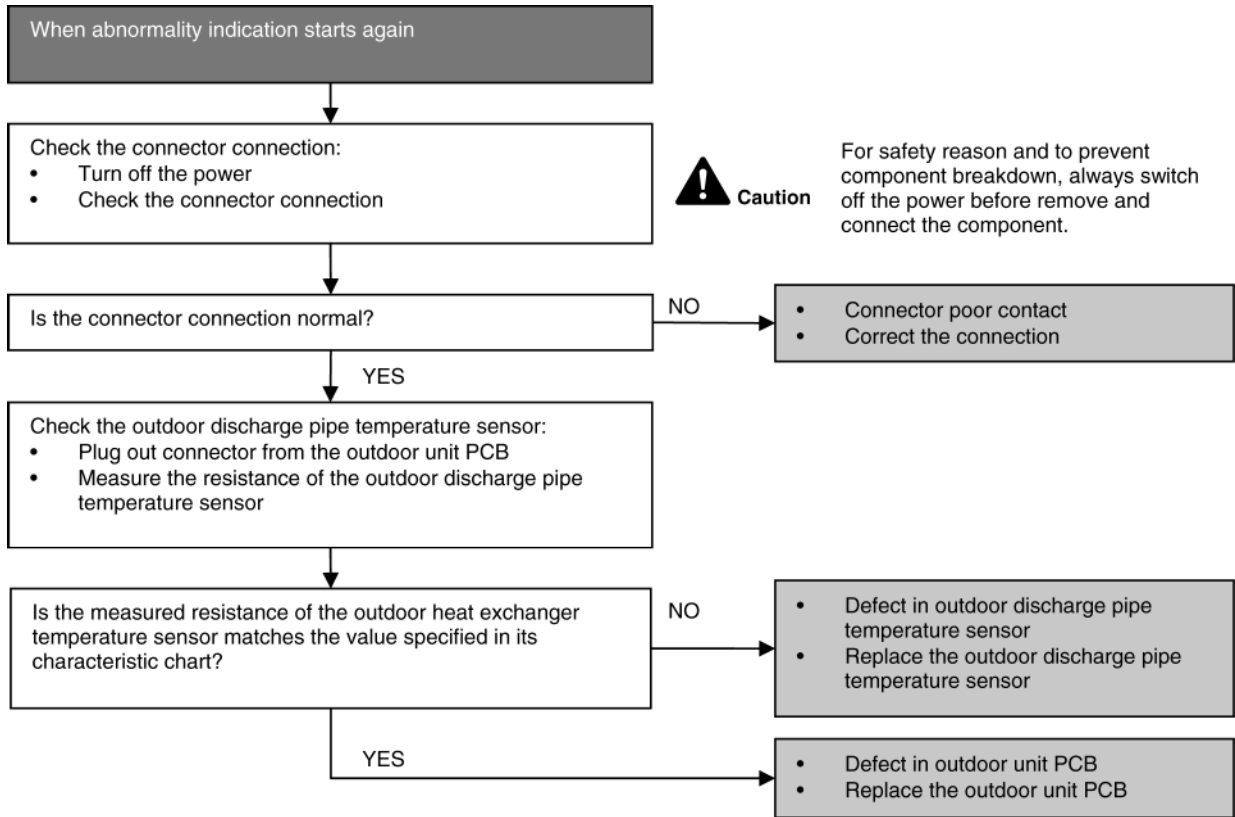 When abnormality indication starts again
Check the connector connection:
• Turn off the power
• Check the connector connection
Caution
For safety reason and to prevent
component breakdown, always switch
off the power before remove and
connect the component.
Is the connector connection normal?
NO
• Connector poor contact
• Correct the connection
YES
Check the outdoor discharge pipe temperature sensor:
• Plug out connector from the outdoor unit PCB
• Measure the resistance of the outdoor discharge pipe
temperature sensor
Is the measured resistance of the outdoor heat exchanger
temperature sensor matches the value specified in its
characteristic chart?
NO
• Defect in outdoor discharge pipe
temperature sensor
• Replace the outdoor discharge pipe
temperature sensor
YES
• Defect in outdoor unit PCB
• Replace the outdoor unit PCB